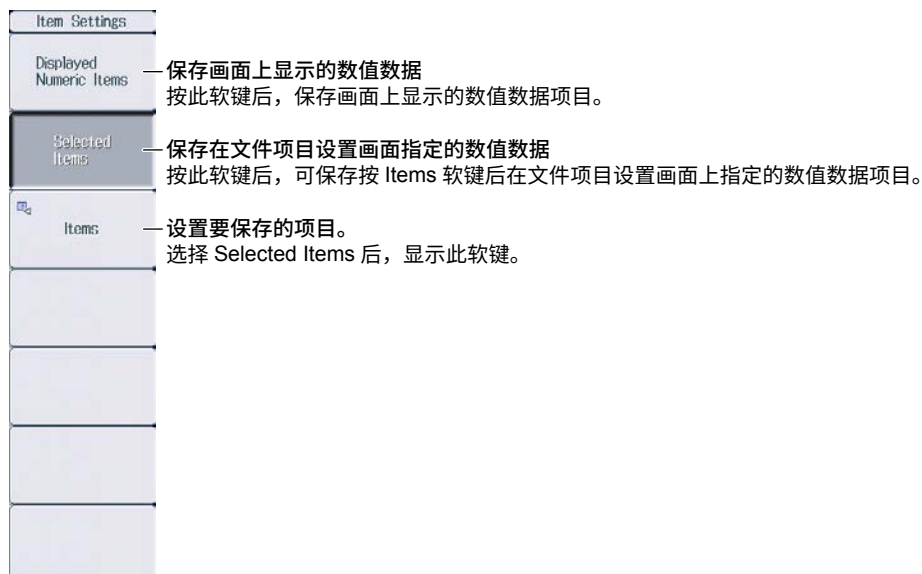 Item Settings
Displayed
Numeric Items
保存画面上显示的数值数据
按此软键后，保存画面上显示的数值数据项目。
Selected
Items
保存在文件项目设置画面指定的数值数据
按此软键后，可保存按 Items 软键后在文件项目设置画面上指定的数值数据项目。
Items
设置要保存的项目。
选择 Selected Items 后，显示此软键。